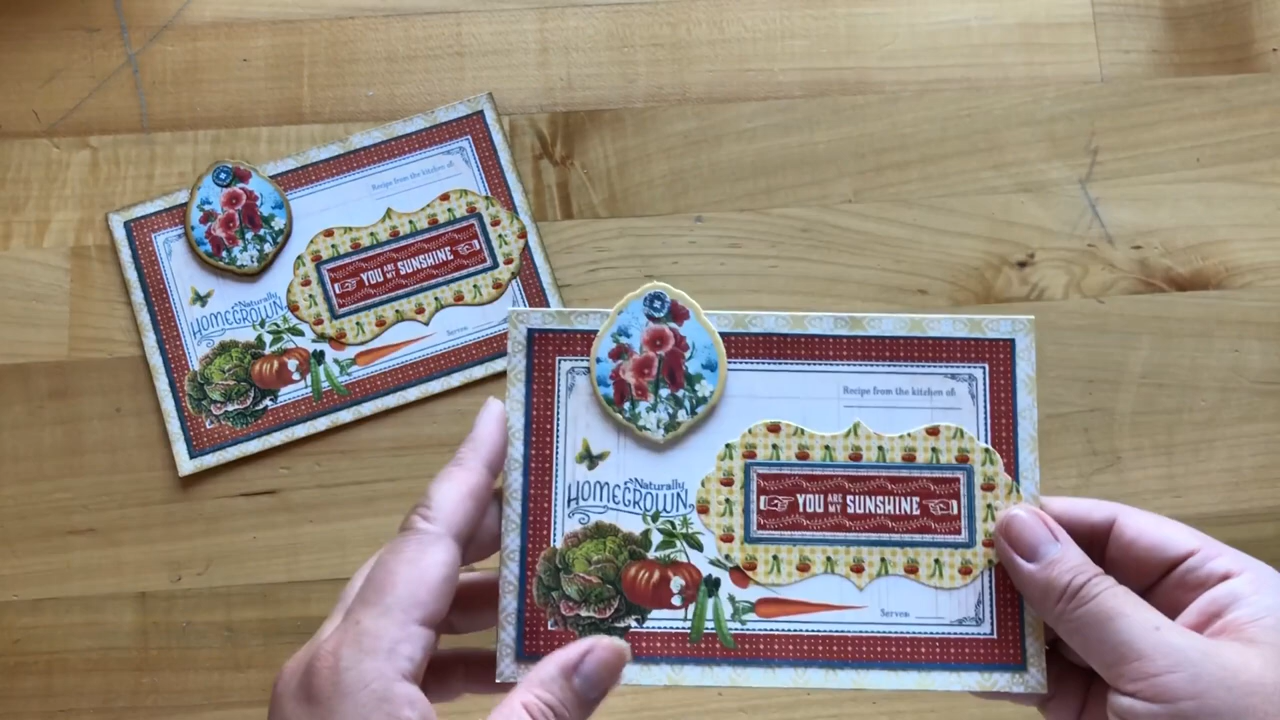 Recipe from the kitchen of:
YOU ARE MY SUNSHINE
Naturally
HOMEGROWN
Serves
Recipe from the kitchen of:
YOU ARE MY SUNSHINE
Naturally
HOMEGROWN
Serves